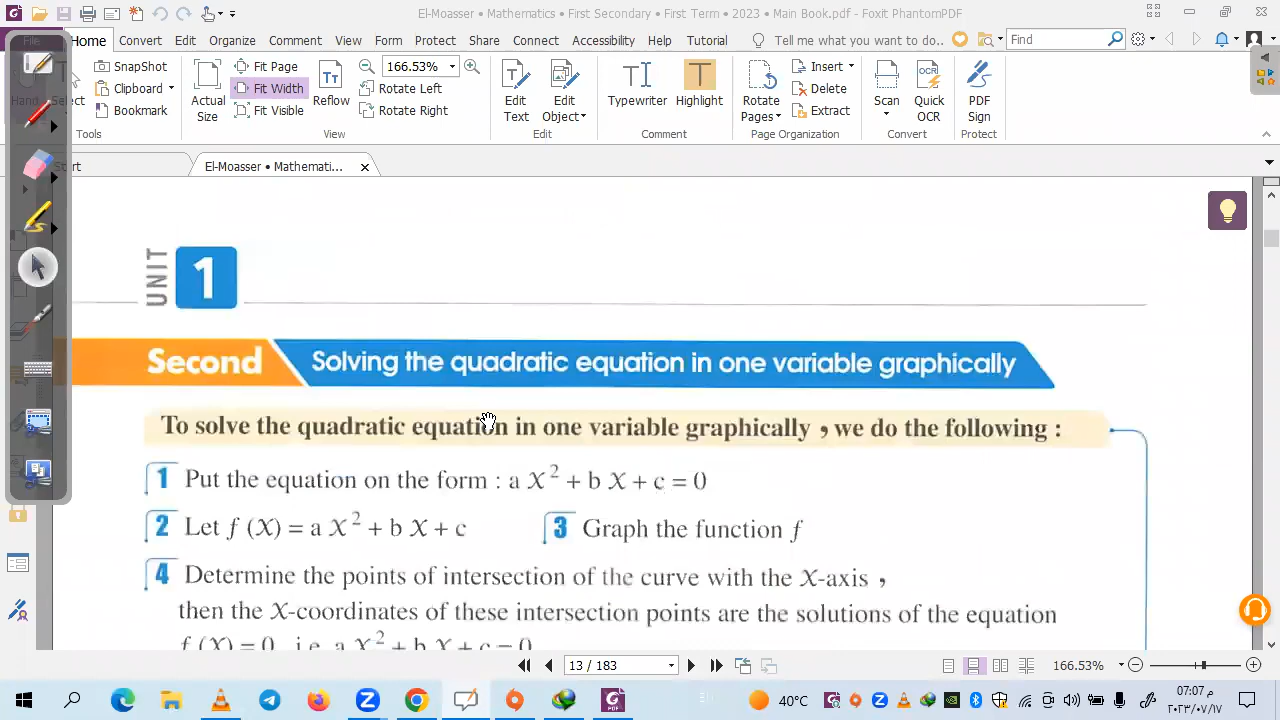 El-Moasser • Mathematics • First Secondary • First Term • 2023 • Main Book.pdf - Foxit PhantomPDF
File Home Convert Edit Organize Comment View Form Protect Share Connect Accessibility Help Tutorial Tell me what you want to do.. Find
SnapShot
Clipboard
Bookmark
Hand
Tools
Actual Size
Fit Page
Fit Width
Fit Visible
Reflow
166.53%
Rotate Left
Rotate Right
View
Edit Text
Edit Object
Edit
Typewriter
Highlight
Comment
Rotate Pages
Insert
Delete
Extract
Page Organization
Scan
Quick OCR
Convert
PDF Sign
Protect
El-Moasser • Mathemati...
UNIT 1
Second Solving the quadratic equation in one variable graphically
To solve the quadratic equation in one variable graphically , we do the following :
1 Put the equation on the form : a X² + b X + c = 0
2 Let f (X) = a X² + b X + c 3 Graph the function f
4 Determine the points of intersection of the curve with the X-axis ,
then the X-coordinates of these intersection points are the solutions of the equation
f (X) = 0 i.e. a X² + b X + c = 0
13 / 183
166.53%
40°C
07:07 م
٢٠٢٣/٠٧/١٧